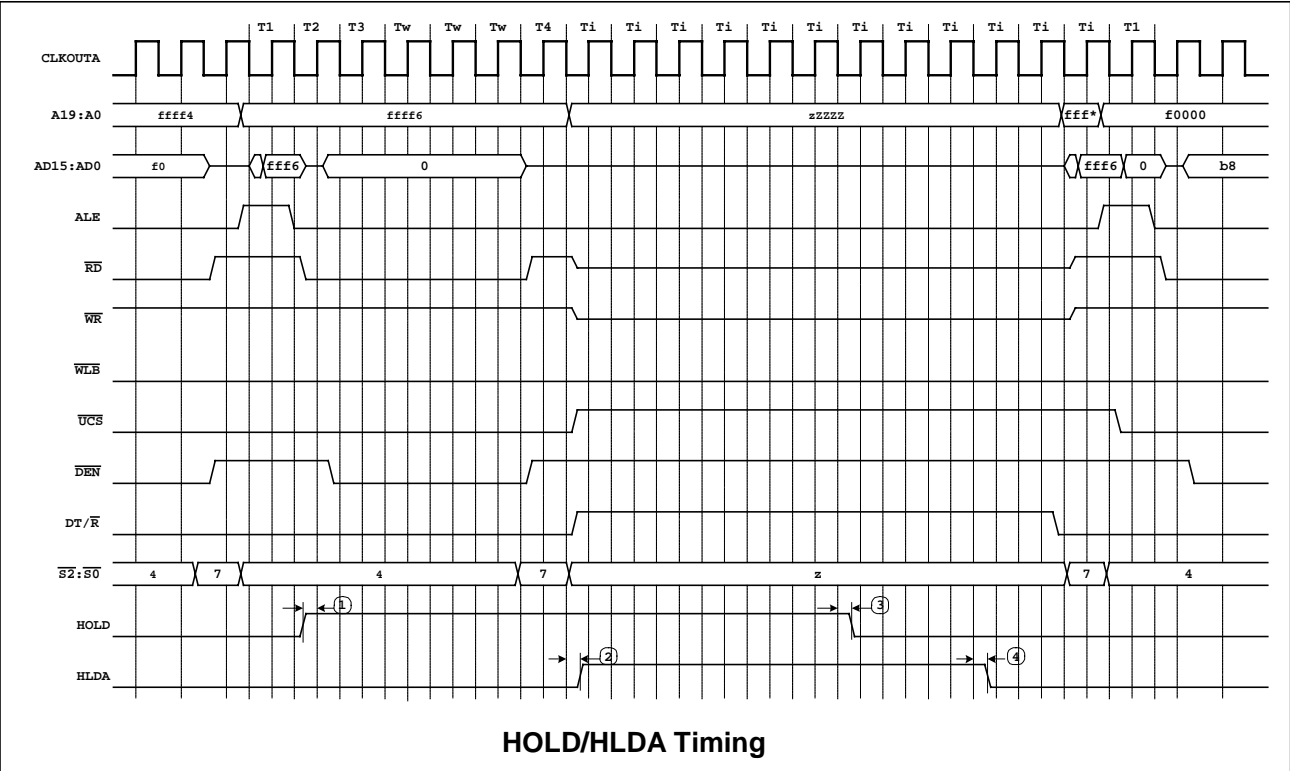 T1 T2 T3 Tw Tw Tw T4 Ti Ti Ti Ti Ti Ti Ti Ti Ti Ti Ti Ti T1
CLKOUTA
A19:A0 ffff4 ffff6 zZZZZ fff* f0000
AD15:AD0 f0 fff6 0 fff6 0 b8
ALE
RD
WR
WLB
UCS
DEN
DT/R
S2:S0 4 7 4 7 z 7 4
HOLD 1 3
HLDA 2 4
HOLD/HLDA Timing